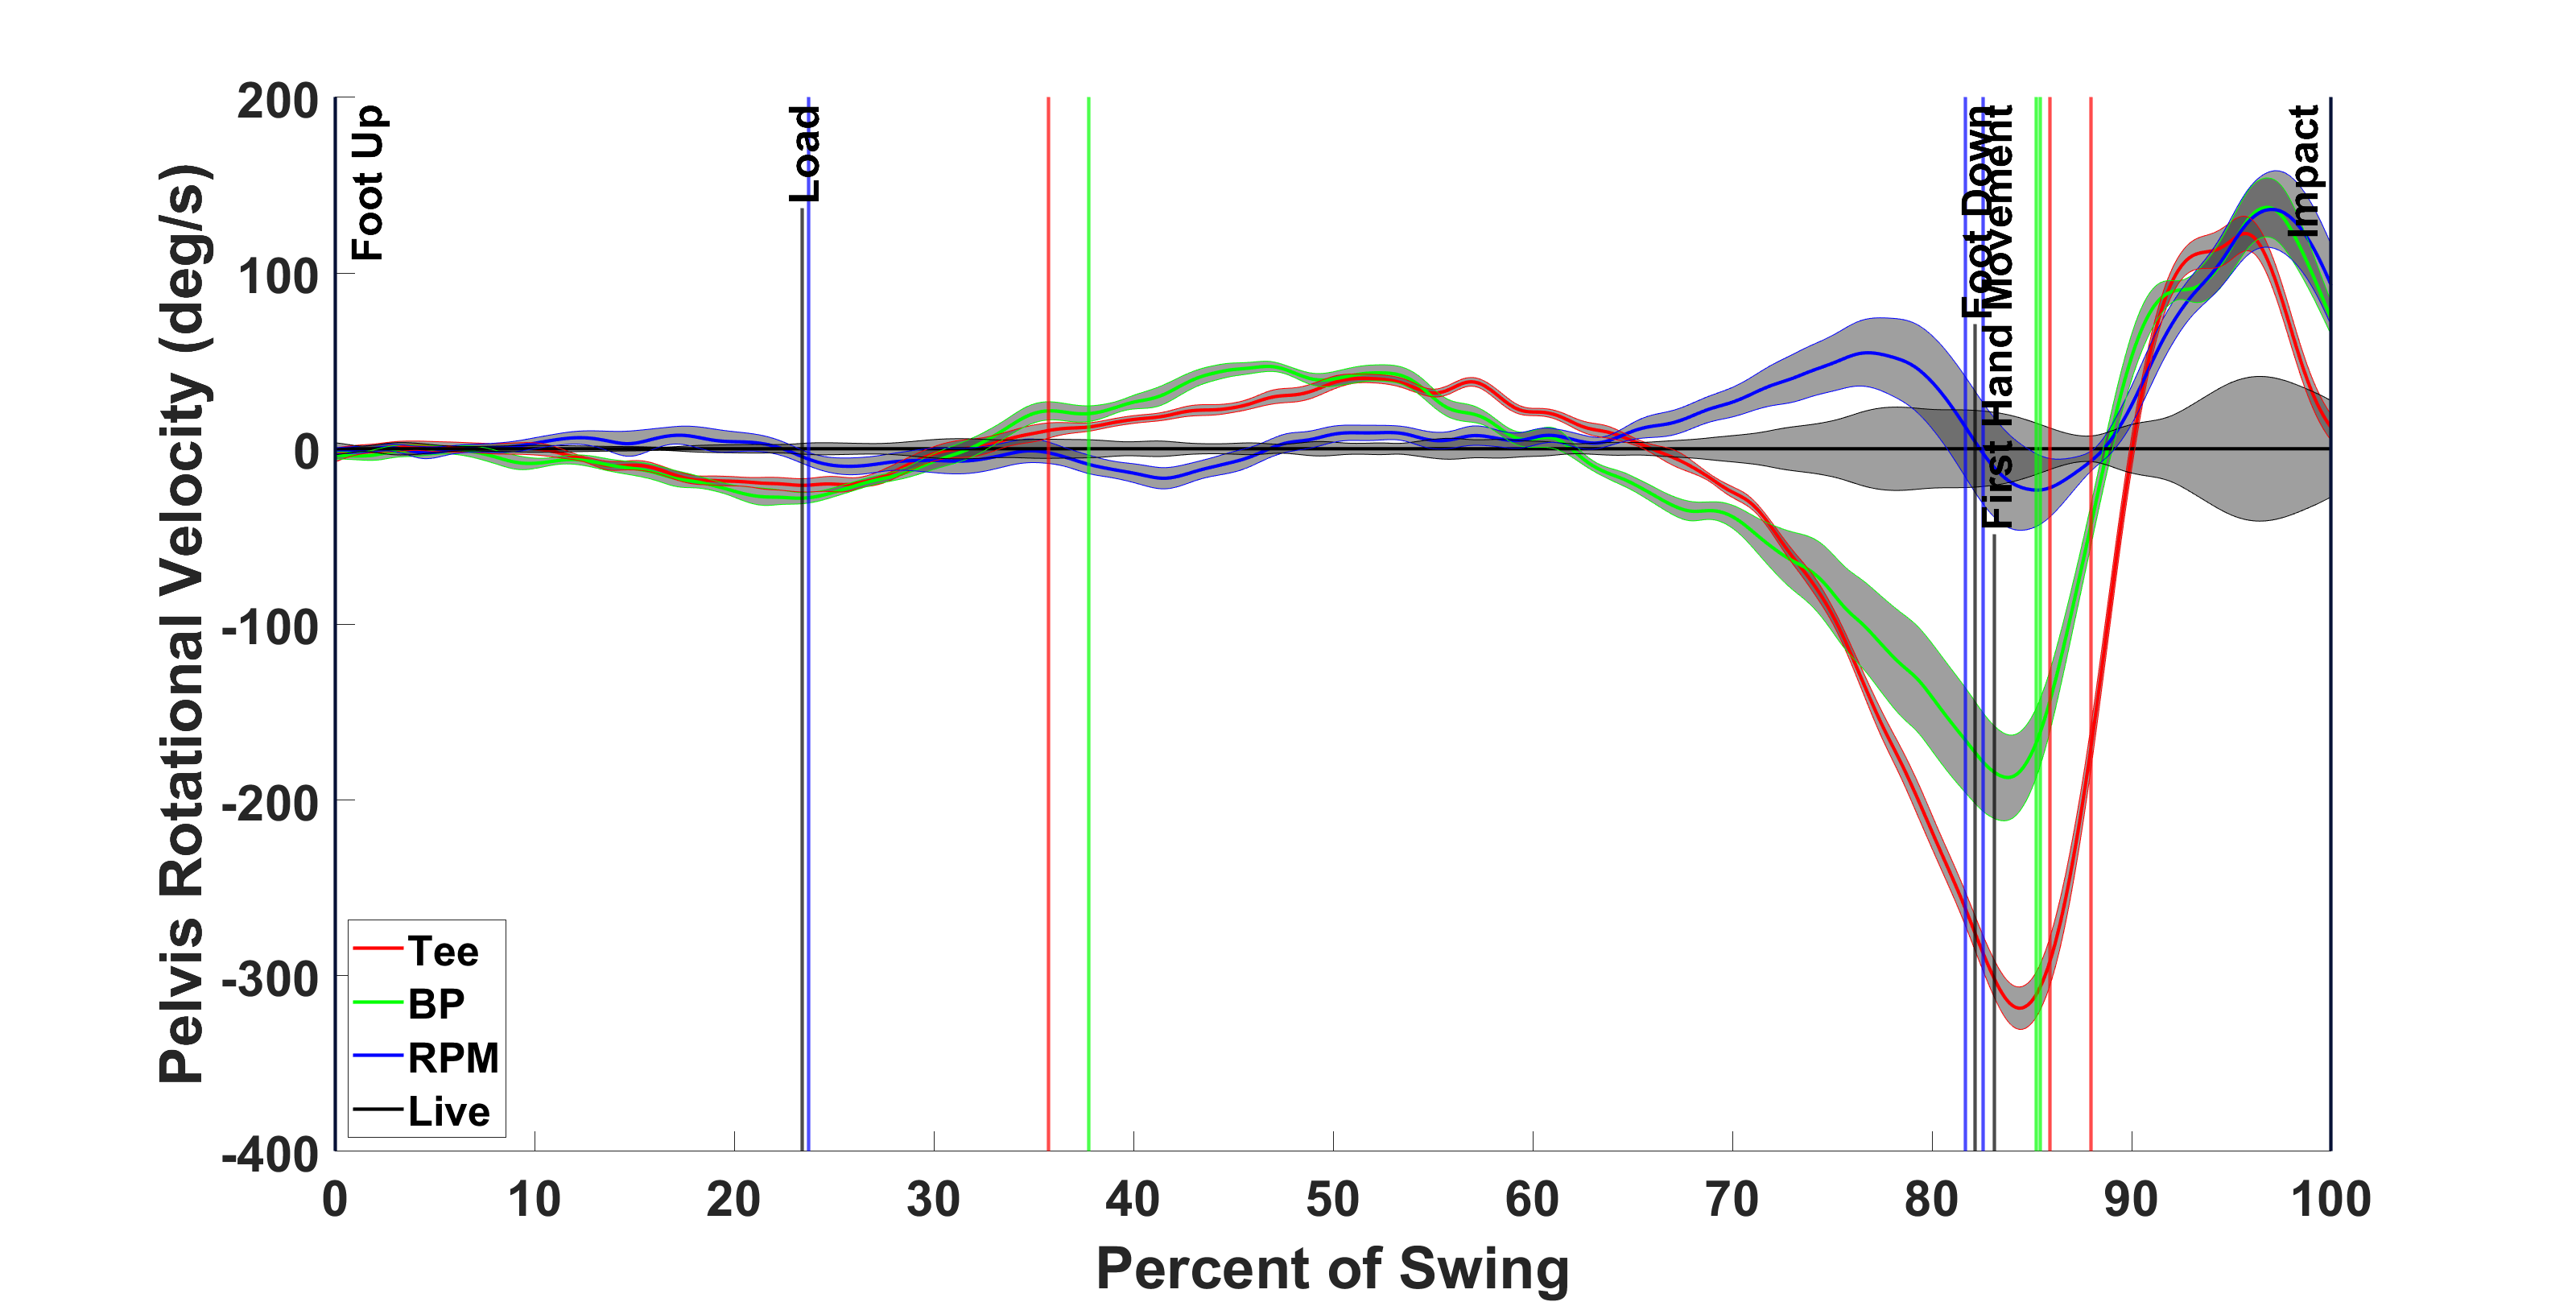 Pelvis Rotational Velocity (deg/s)
200
100
0
-100
-200
-300
-400
Foot Up
Load
Foot Down
First Hand Movement
Impact
Tee
BP
RPM
Live
0 10 20 30 40 50 60 70 80 90 100
Percent of Swing